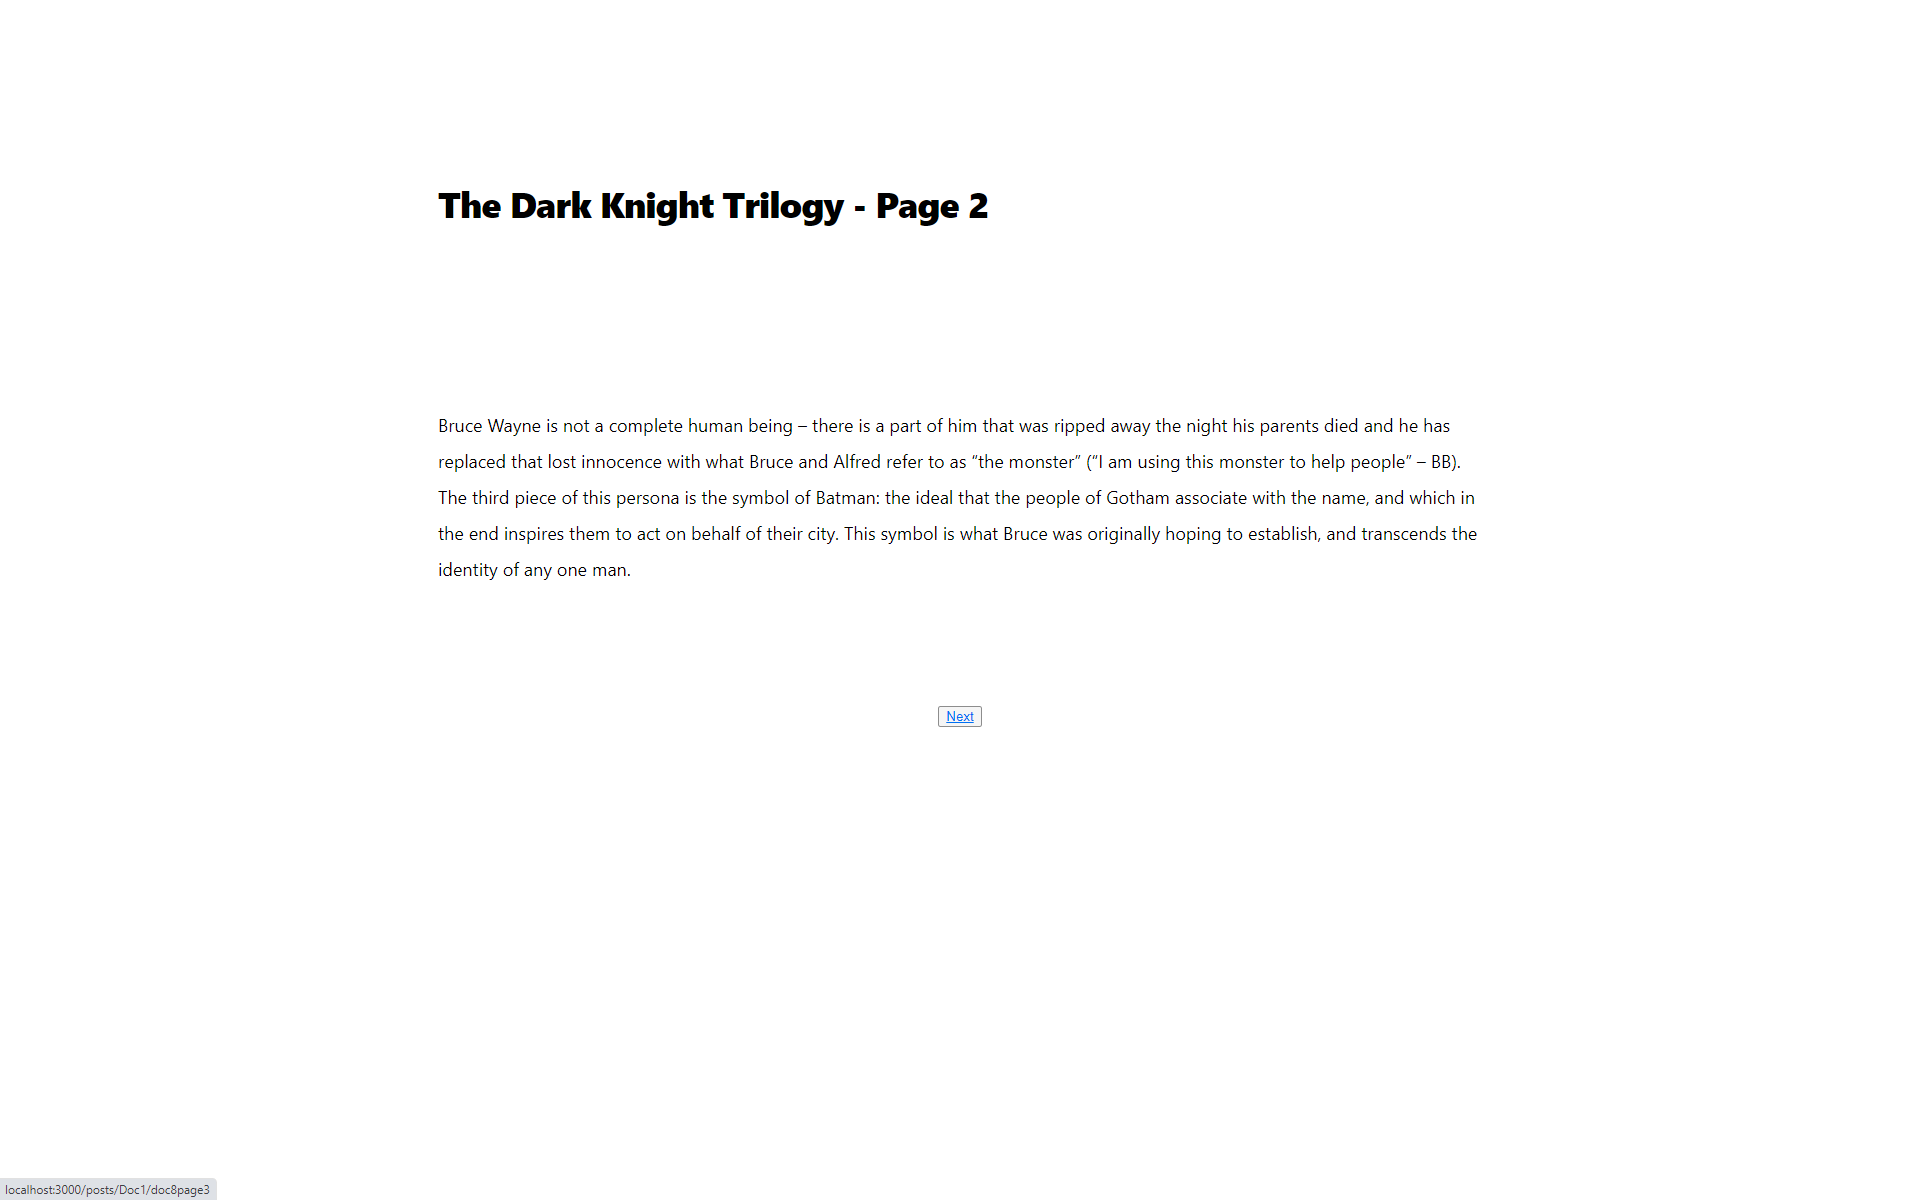 The Dark Knight Trilogy - Page 2
Bruce Wayne is not a complete human being – there is a part of him that was ripped away the night his parents died and he has
replaced that lost innocence with what Bruce and Alfred refer to as “the monster” (“I am using this monster to help people” – BB).
The third piece of this persona is the symbol of Batman: the ideal that the people of Gotham associate with the name, and which in
the end inspires them to act on behalf of their city. This symbol is what Bruce was originally hoping to establish, and transcends the
identity of any one man.
Next
localhost:3000/posts/Doc1/doc8page3